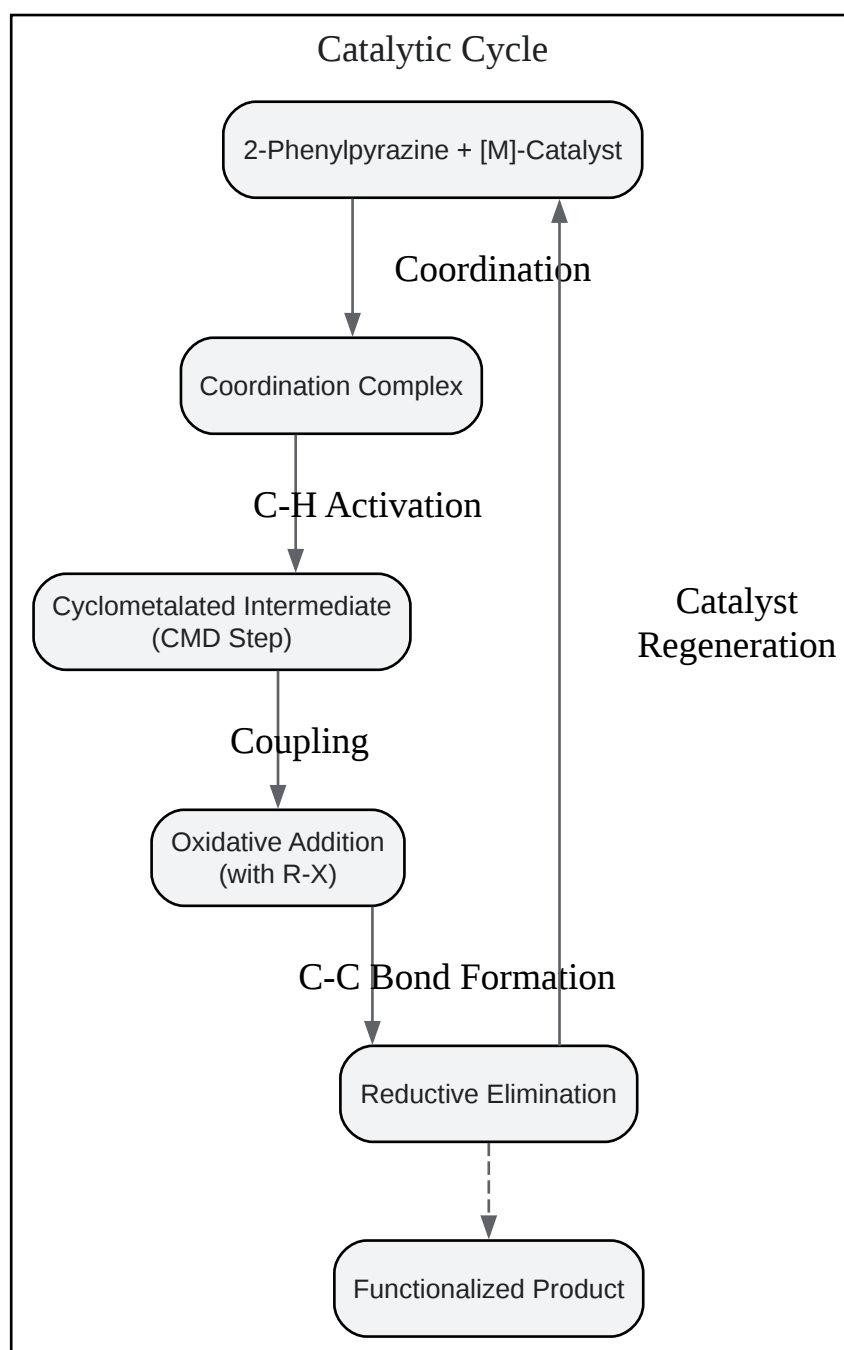 Catalytic Cycle
2-Phenylpyrazine + [M]-Catalyst
Coordination
Coordination Complex
C-H Activation
Cyclometalated Intermediate
(CMD Step)
Catalyst
Regeneration
Coupling
Oxidative Addition
(with R-X)
C-C Bond Formation
Reductive Elimination
Functionalized Product